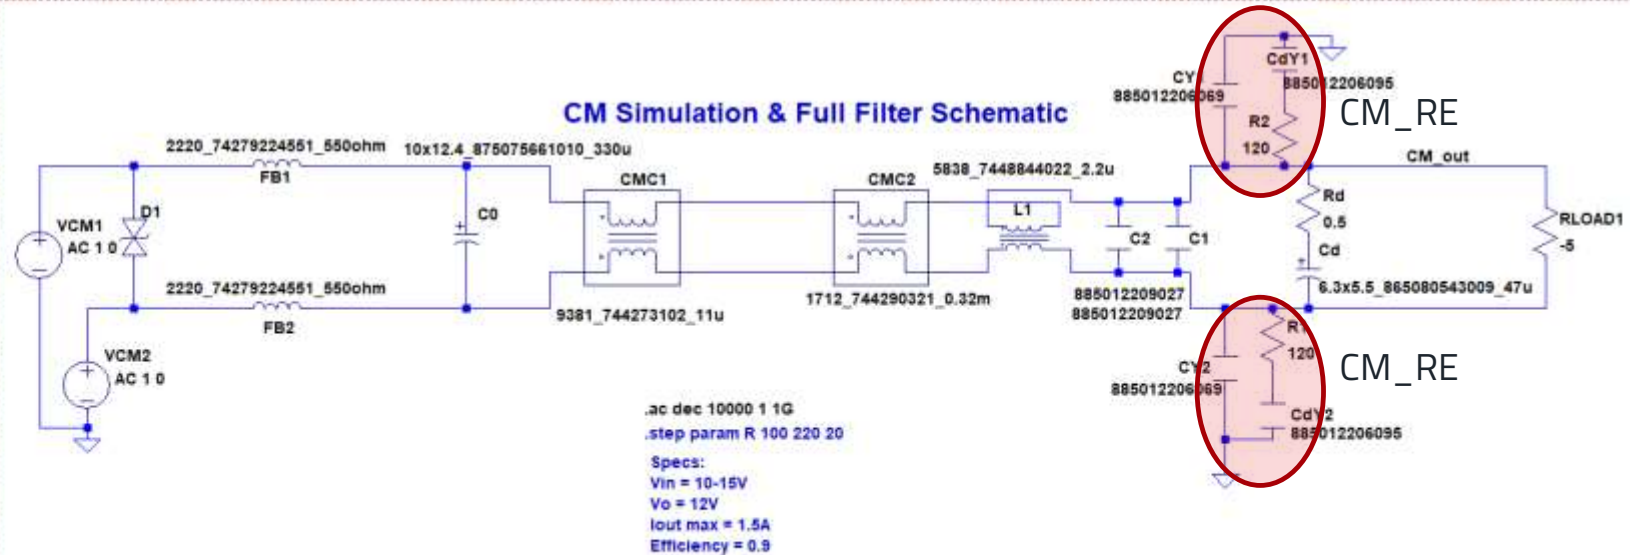 CM Simulation & Full Filter Schematic
CdY1
CY1
885012206095
885012206069
CM_RE
R2
120
2220_74279224551_550ohm
FB1
10x12.4_875075661010_330u
CM_out
5838_7448844022_2.2u
CMC1
CMC2
VCM1
AC 1 0
D1
C0
L1
C2
C1
Rd
0.5
Cd
RLOAD1
-5
2220_74279224551_550ohm
FB2
9381_744273102_11u
1712_744290321_0.32m
885012209027
885012209027
6.3x5.5_865080543009_47u
VCM2
AC 1 0
R1
120
CY2
885012206069
CM_RE
CdY2
885012206095
.ac dec 10000 1 1G
.step param R 100 220 20
Specs:
Vin = 10-15V
Vo = 12V
Iout max = 1.5A
Efficiency = 0.9